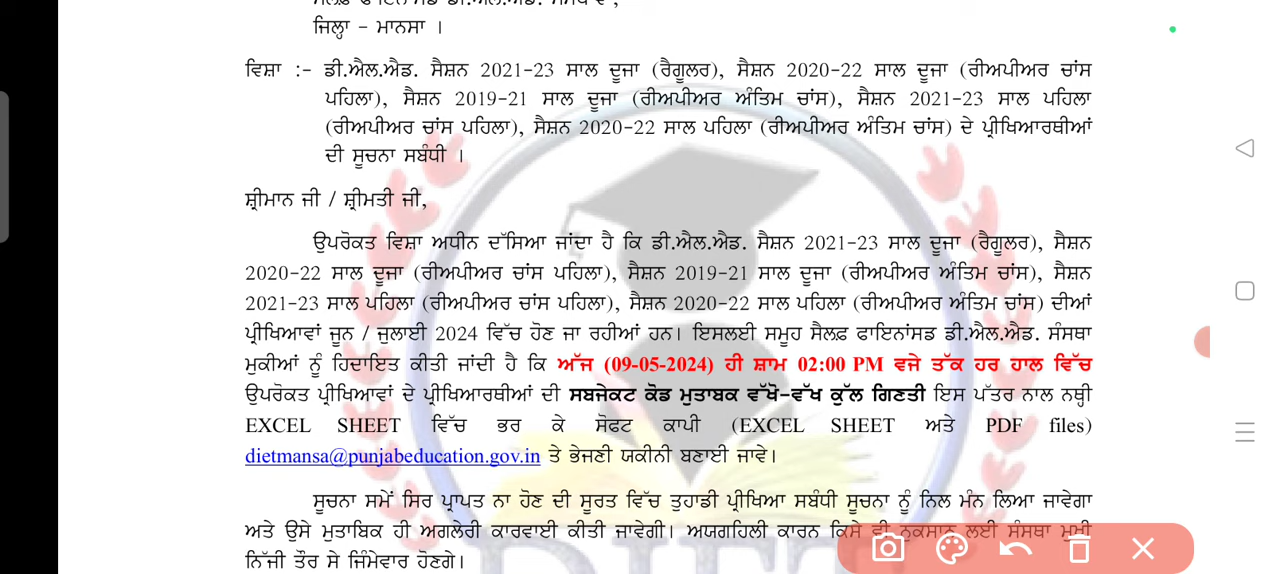 ਜ਼ਿਲ੍ਹਾ - ਮਾਨਸਾ ।
ਵਿਸ਼ਾ :- ਡੀ.ਐਲ.ਐਡ. ਸੈਸ਼ਨ 2021-23 ਸਾਲ ਦੂਜਾ (ਰੈਗੂਲਰ), ਸੈਸ਼ਨ 2020-22 ਸਾਲ ਦੂਜਾ (ਰੀਅਪੀਅਰ ਚਾਂਸ
ਪਹਿਲਾ), ਸੈਸ਼ਨ 2019-21 ਸਾਲ ਦੂਜਾ (ਰੀਅਪੀਅਰ ਅੰਤਿਮ ਚਾਂਸ), ਸੈਸ਼ਨ 2021-23 ਸਾਲ ਪਹਿਲਾ
(ਰੀਅਪੀਅਰ ਚਾਂਸ ਪਹਿਲਾ), ਸੈਸ਼ਨ 2020-22 ਸਾਲ ਪਹਿਲਾ (ਰੀਅਪੀਅਰ ਅੰਤਿਮ ਚਾਂਸ) ਦੇ ਪ੍ਰੀਖਿਆਰਥੀਆਂ
ਦੀ ਸੂਚਨਾ ਸਬੰਧੀ ।
ਸ਼੍ਰੀਮਾਨ ਜੀ / ਸ਼੍ਰੀਮਤੀ ਜੀ,
ਉਪਰੋਕਤ ਵਿਸ਼ਾ ਅਧੀਨ ਦੱਸਿਆ ਜਾਂਦਾ ਹੈ ਕਿ ਡੀ.ਐਲ.ਐਡ. ਸੈਸ਼ਨ 2021-23 ਸਾਲ ਦੂਜਾ (ਰੈਗੂਲਰ), ਸੈਸ਼ਨ
2020-22 ਸਾਲ ਦੂਜਾ (ਰੀਅਪੀਅਰ ਚਾਂਸ ਪਹਿਲਾ), ਸੈਸ਼ਨ 2019-21 ਸਾਲ ਦੂਜਾ (ਰੀਅਪੀਅਰ ਅੰਤਿਮ ਚਾਂਸ), ਸੈਸ਼ਨ
2021-23 ਸਾਲ ਪਹਿਲਾ (ਰੀਅਪੀਅਰ ਚਾਂਸ ਪਹਿਲਾ), ਸੈਸ਼ਨ 2020-22 ਸਾਲ ਪਹਿਲਾ (ਰੀਅਪੀਅਰ ਅੰਤਿਮ ਚਾਂਸ) ਦੀਆਂ
ਪ੍ਰੀਖਿਆਵਾਂ ਜੂਨ / ਜੁਲਾਈ 2024 ਵਿੱਚ ਹੋਣ ਜਾ ਰਹੀਆਂ ਹਨ। ਇਸਲਈ ਸਮੂਹ ਸੈਲਫ਼ ਫਾਇਨਾਂਸਡ ਡੀ.ਐਲ.ਐਡ. ਸੰਸਥਾ
ਮੁਕੀਆਂ ਨੂੰ ਹਿਦਾਇਤ ਕੀਤੀ ਜਾਂਦੀ ਹੈ ਕਿ ਅੱਜ (09-05-2024) ਹੀ ਸ਼ਾਮ 02:00 PM ਵਜੇ ਤੱਕ ਹਰ ਹਾਲ ਵਿੱਚ
ਉਪਰੋਕਤ ਪ੍ਰੀਖਿਆਵਾਂ ਦੇ ਪ੍ਰੀਖਿਆਰਥੀਆਂ ਦੀ ਸਬਜੇਕਟ ਕੋਡ ਮੁਤਾਬਕ ਵੱਖੋ-ਵੱਖ ਕੁੱਲ ਗਿਣਤੀ ਇਸ ਪੱਤਰ ਨਾਲ ਨਥ੍ਹੀ
EXCEL SHEET ਵਿੱਚ ਭਰ ਕੇ ਸੋਫਟ ਕਾਪੀ (EXCEL SHEET ਅਤੇ PDF files)
dietmansa@punjabeducation.gov.in ਤੇ ਭੇਜਣੀ ਯਕੀਨੀ ਬਣਾਈ ਜਾਵੇ।
ਸੂਚਨਾ ਸਮੇਂ ਸਿਰ ਪ੍ਰਾਪਤ ਨਾ ਹੋਣ ਦੀ ਸੂਰਤ ਵਿੱਚ ਤੁਹਾਡੀ ਪ੍ਰੀਖਿਆ ਸਬੰਧੀ ਸੂਚਨਾ ਨੂੰ ਨਿਲ ਮੰਨ ਲਿਆ ਜਾਵੇਗਾ
ਅਤੇ ਉਸੇ ਮੁਤਾਬਿਕ ਹੀ ਅਗਲੇਰੀ ਕਾਰਵਾਈ ਕੀਤੀ ਜਾਵੇਗੀ। ਅਯਗਹਿਲੀ ਕਾਰਨ ਕਿਸੇ ਵੀ ਨੁਕਸਾਨ ਲਈ ਸੰਸਥਾ ਮੁਖੀ
ਨਿੱਜੀ ਤੌਰ ਸੇ ਜਿੰਮੇਵਾਰ ਹੋਣਗੇ।